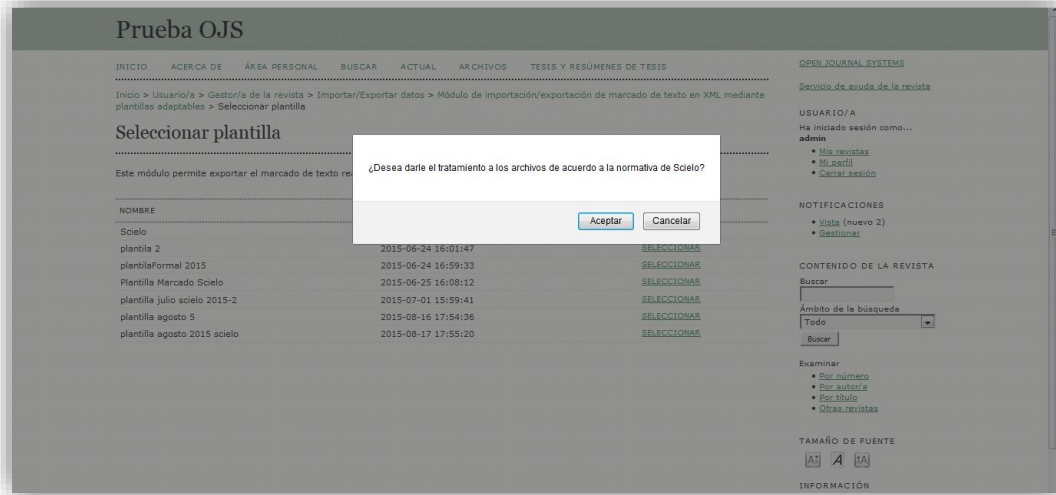 Prueba OJS
INICIO ACERCA DE ÁREA PERSONAL BUSCAR ACTUAL ARCHIVOS TESIS Y RESÚMENES DE TESIS
Inicio > Usuario/a > Gestor/a de la revista > Importar/Exportar datos > Módulo de importación/exportación de marcado de texto en XML mediante
plantillas adaptables > Seleccionar plantilla
Seleccionar plantilla
Este módulo permite exportar el marcado de texto
¿Desea darle el tratamiento a los archivos de acuerdo a la normativa de Scielo?
Aceptar Cancelar
NOMBRE
Scielo
plantila 2 2015-06-24 16:01:47 SELECCIONAR
plantilaFormal 2015 2015-06-24 16:59:33 SELECCIONAR
Plantilla Marcado Scielo 2015-06-25 16:08:12 SELECCIONAR
plantilla julio scielo 2015-2 2015-07-01 15:59:41 SELECCIONAR
plantilla agosto 5 2015-08-16 17:54:36 SELECCIONAR
plantilla agosto 2015 scielo 2015-08-17 17:55:20 SELECCIONAR
OPEN JOURNAL SYSTEMS
Servicio de ayuda de la revista
USUARIO/A
Ha iniciado sesión como...
admin
Mis revistas
Mi perfil
Cerrar sesión
NOTIFICACIONES
Vista (nuevo 2)
Gestionar
CONTENIDO DE LA REVISTA
Buscar
Ámbito de la búsqueda
Todo
Buscar
Examinar
Por número
Por autor/a
Por título
Otras revistas
TAMAÑO DE FUENTE
A A A
INFORMACIÓN